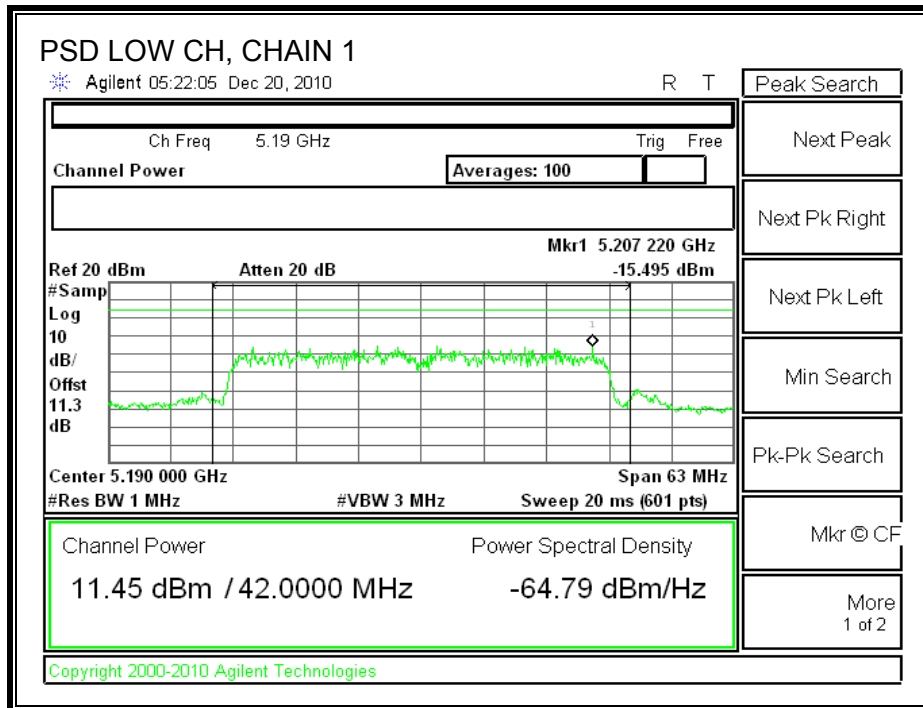 PSD LOW CH, CHAIN 1
Agilent 05:22:05 Dec 20, 2010 R T
Peak Search
Ch Freq 5.19 GHz Trig Free
Next Peak
Channel Power Averages: 100
Next Pk Right
Mkr1 5.207 220 GHz
Ref 20 dBm Atten 20 dB -15.495 dBm
#Samp
Log
10
dB/
Offst
11.3
dB
1
Next Pk Left
Min Search
Pk-Pk Search
Center 5.190 000 GHz Span 63 MHz
#Res BW 1 MHz #VBW 3 MHz Sweep 20 ms (601 pts)
Mkr © CF
Channel Power Power Spectral Density
11.45 dBm / 42.0000 MHz -64.79 dBm/Hz
More
1 of 2
Copyright 2000-2010 Agilent Technologies